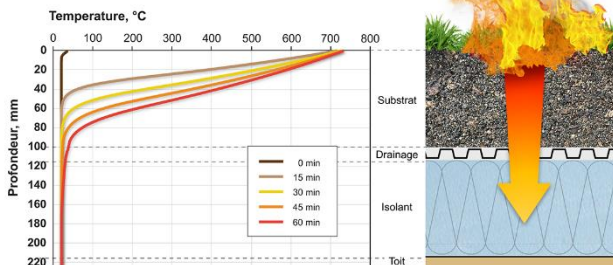 Temperature, °C
0 100 200 300 400 500 600 700 800
Profondeur, mm
0
20
40
60
80
100
120
140
160
180
200
220
0 min
15 min
30 min
45 min
60 min
Substrat
Drainage
Isolant
Toit